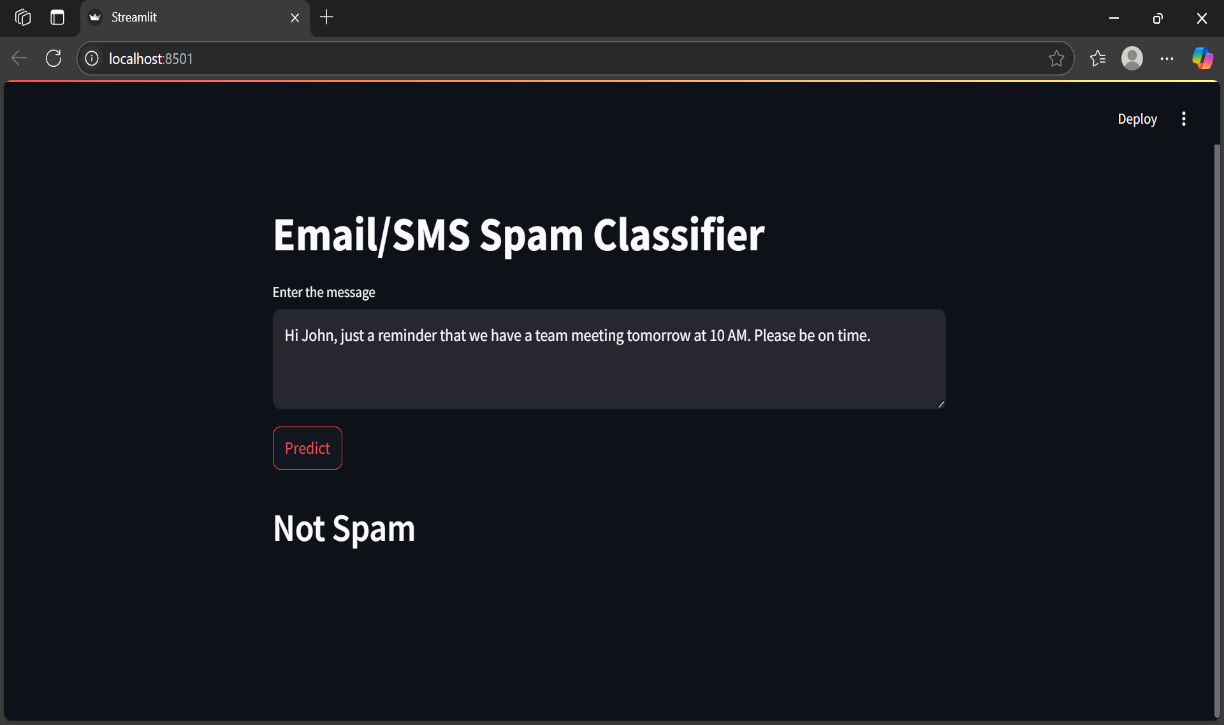 Streamlit
localhost:8501
Deploy
Email/SMS Spam Classifier
Enter the message
Hi John, just a reminder that we have a team meeting tomorrow at 10 AM. Please be on time.
Predict
Not Spam